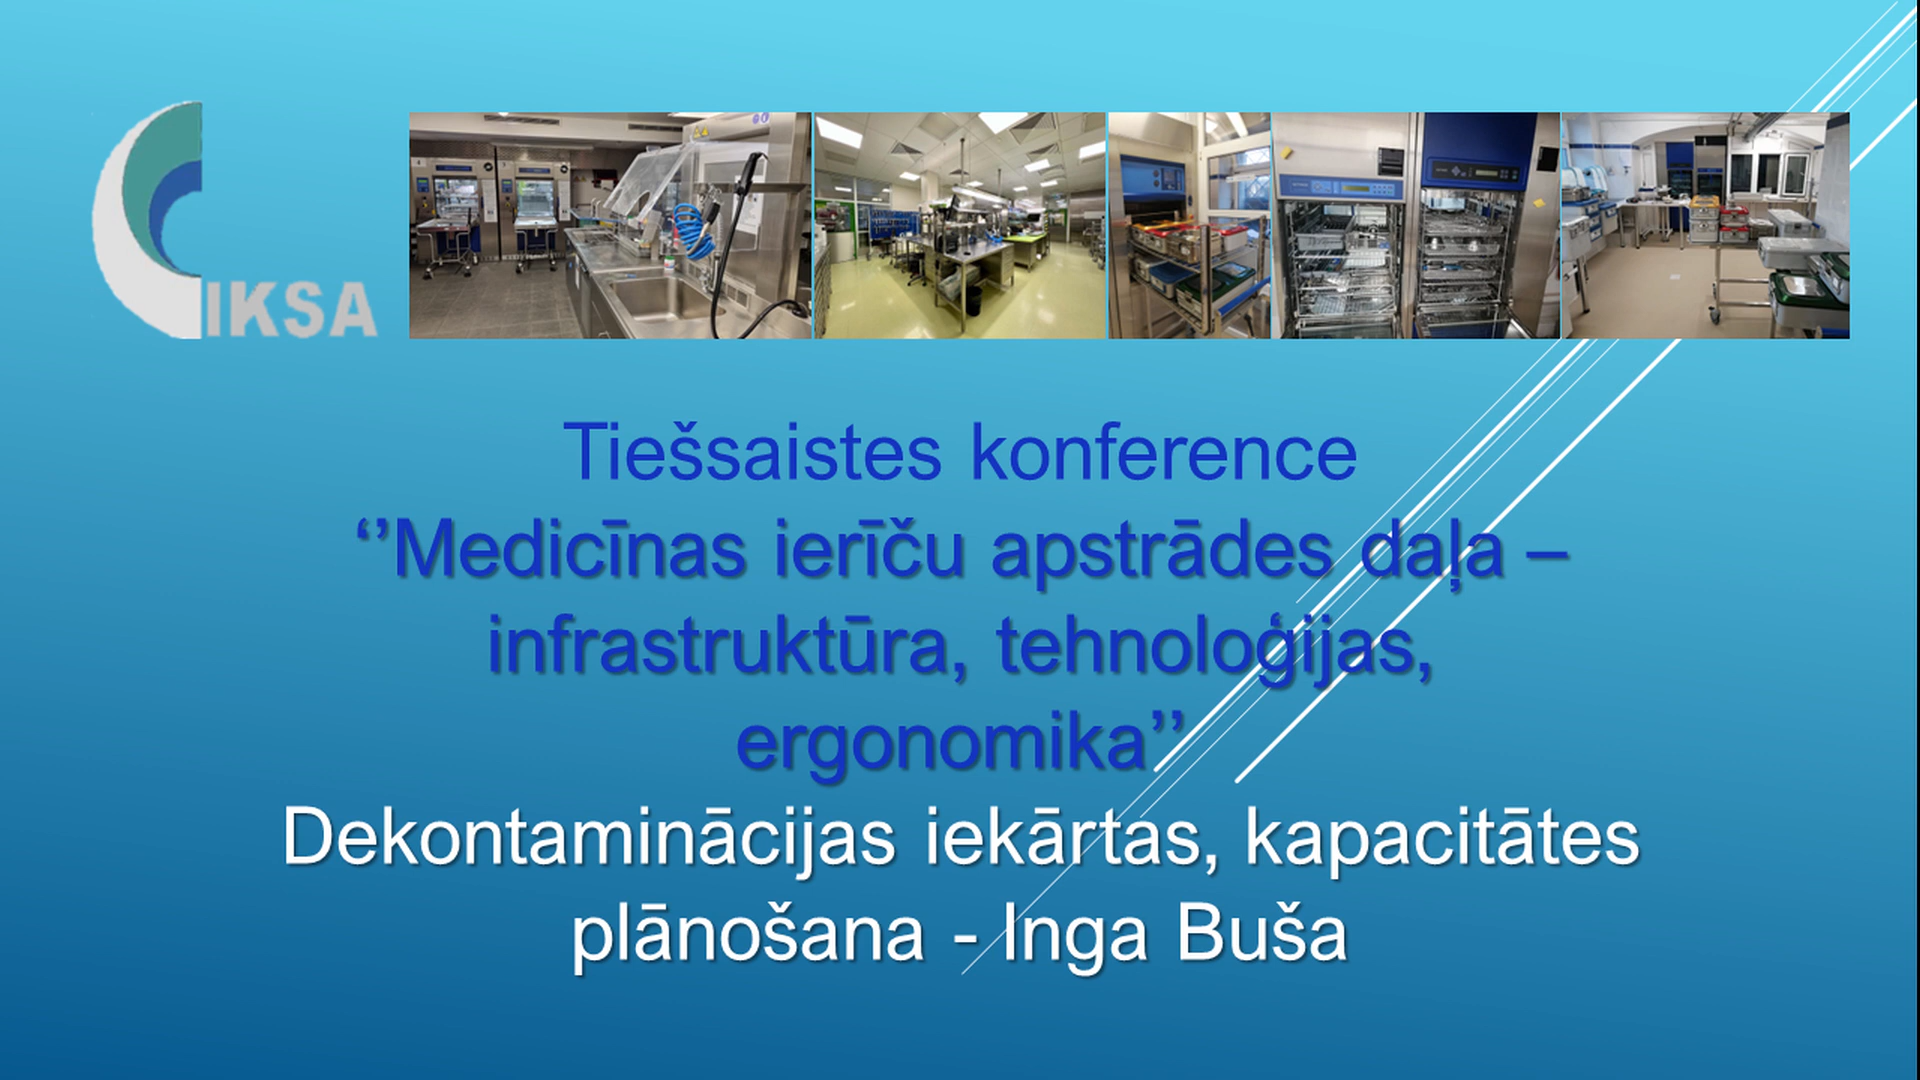 IKSA
Tiešsaistes konference
‘’Medicīnas ierīču apstrādes daļa –
infrastruktūra, tehnoloģijas,
ergonomika’’
Dekontaminācijas iekārtas, kapacitātes
plānošana - Inga Buša